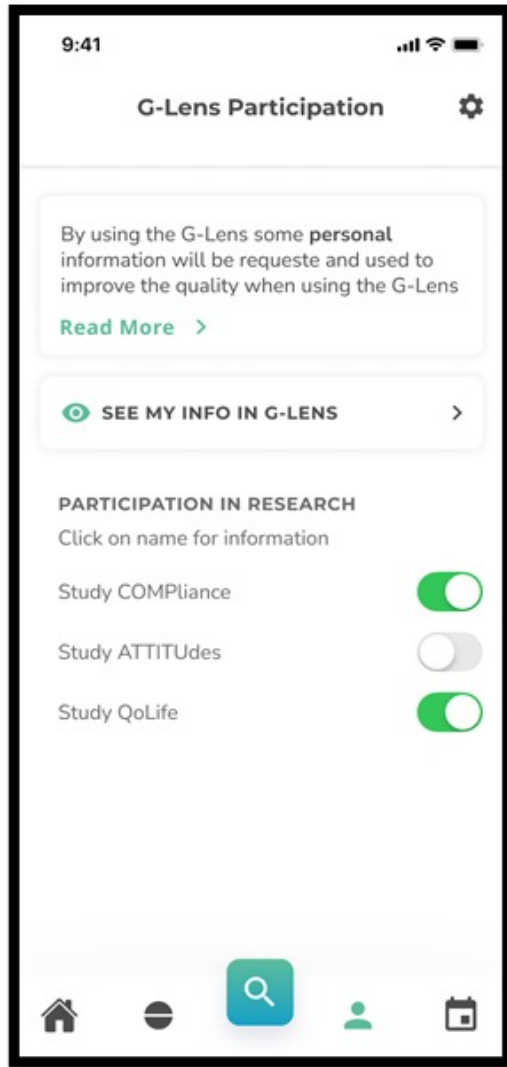 9:41
G-Lens Participation
By using the G-Lens some personal
information will be requeste and used to
improve the quality when using the G-Lens
Read More >
SEE MY INFO IN G-LENS >
PARTICIPATION IN RESEARCH
Click on name for information
Study COMPliance
Study ATTITUdes
Study QoLife